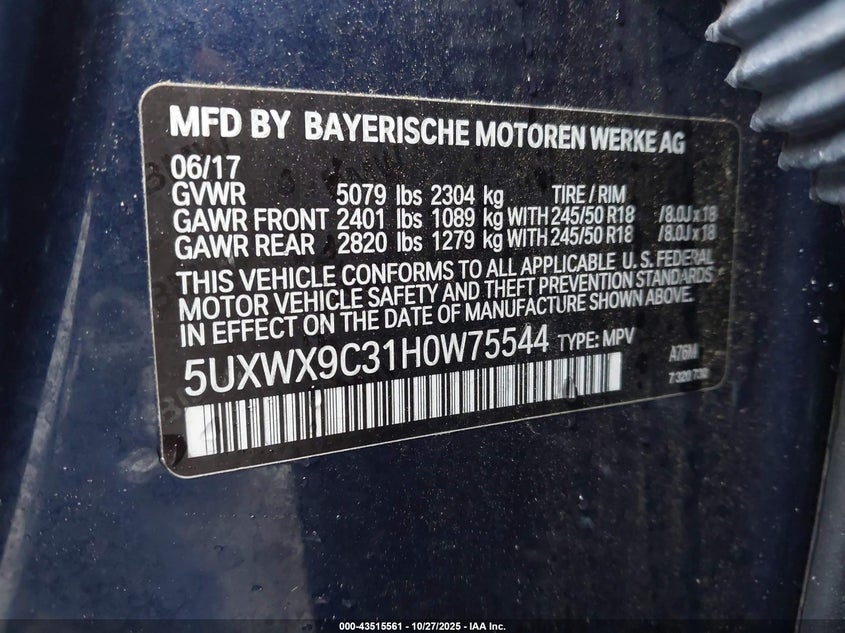 MFD BY BAYERISCHE MOTOREN WERKE AG
06/17
GVWR 5079 lbs 2304 kg TIRE / RIM
GAWR FRONT 2401 lbs 1089 kg WITH 245/50 R18 /8.0J x 18
GAWR REAR 2820 lbs 1279 kg WITH 245/50 R18 /8.0J x 18
THIS VEHICLE CONFORMS TO ALL APPLICABLE U.S. FEDERAL
MOTOR VEHICLE SAFETY AND THEFT PREVENTION STANDARDS
IN EFFECT ON THE DATE OF MANUFACTURE SHOWN ABOVE.
5UXWX9C31H0W75544 TYPE: MPV A76M
000-43515561 | 10/27/2025 - IAA Inc.